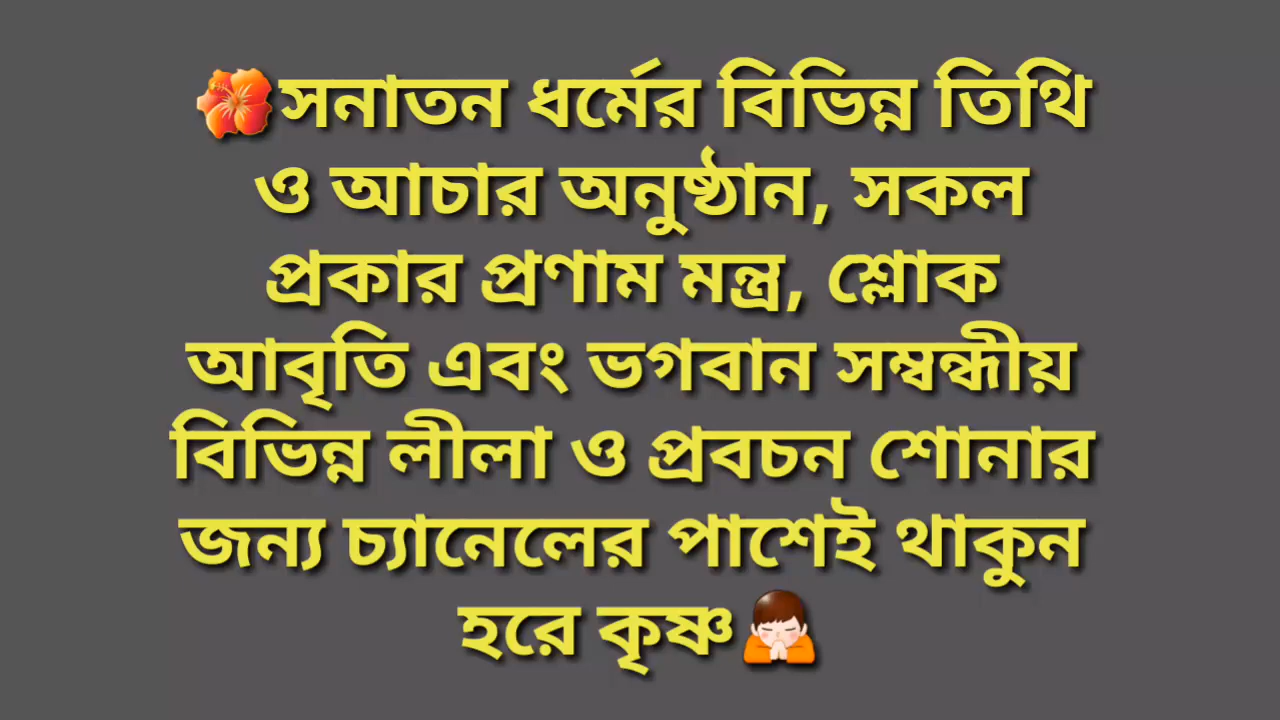 🌺সনাতন ধর্মের বিভিন্ন তিথি
ও আচার অনুষ্ঠান, সকল
প্রকার প্রণাম মন্ত্র, শ্লোক
আবৃতি এবং ভগবান সম্বন্ধীয়
বিভিন্ন লীলা ও প্রবচন শোনার
জন্য চ্যানেলের পাশেই থাকুন
হরে কৃষ্ণ🙏